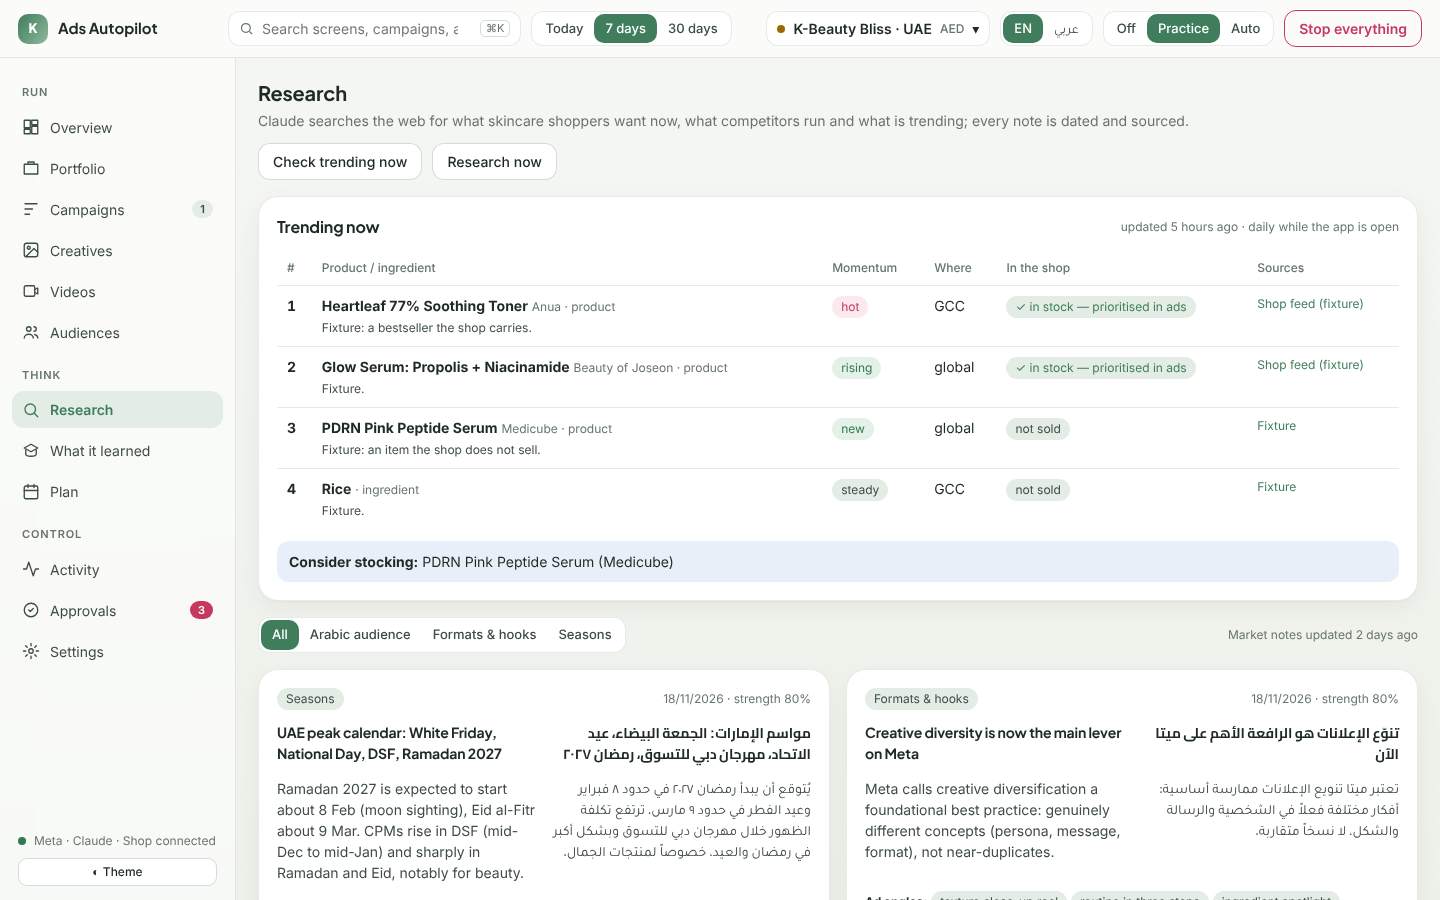 K Ads Autopilot
Search screens, campaigns, a
⌘K
Today 7 days 30 days
K-Beauty Bliss · UAE AED ▾
EN عربي
Off Practice Auto
Stop everything
RUN
Overview
Portfolio
Campaigns 1
Creatives
Videos
Audiences
THINK
Research
What it learned
Plan
CONTROL
Activity
Approvals 3
Settings
Meta · Claude · Shop connected
Theme
Research
Claude searches the web for what skincare shoppers want now, what competitors run and what is trending; every note is dated and sourced.
Check trending now Research now
Trending now
updated 5 hours ago · daily while the app is open
# Product / ingredient Momentum Where In the shop Sources
1 Heartleaf 77% Soothing Toner Anua · product hot GCC ✓ in stock — prioritised in ads Shop feed (fixture)
Fixture: a bestseller the shop carries.
2 Glow Serum: Propolis + Niacinamide Beauty of Joseon · product rising global ✓ in stock — prioritised in ads Shop feed (fixture)
Fixture.
3 PDRN Pink Peptide Serum Medicube · product new global not sold Fixture
Fixture: an item the shop does not sell.
4 Rice · ingredient steady GCC not sold Fixture
Fixture.
Consider stocking: PDRN Pink Peptide Serum (Medicube)
All Arabic audience Formats & hooks Seasons
Market notes updated 2 days ago
Seasons 18/11/2026 · strength 80%
UAE peak calendar: White Friday,
National Day, DSF, Ramadan 2027
Ramadan 2027 is expected to start
about 8 Feb (moon sighting), Eid al-Fitr
about 9 Mar. CPMs rise in DSF (mid-
Dec to mid-Jan) and sharply in
Ramadan and Eid, notably for beauty.
مواسم الإمارات: الجمعة البيضاء، عيد
الاتحاد، مهرجان دبي للتسوق، رمضان ٢٠٢٧
يُتوقع أن يبدأ رمضان ٢٠٢٧ في حدود ٨ فبراير
وعيد الفطر في حدود ٩ مارس. ترتفع تكلفة
الظهور خلال مهرجان دبي للتسوق وبشكل أكبر
في رمضان والعيد، خصوصاً لمنتجات الجمال.
Formats & hooks 18/11/2026 · strength 80%
Creative diversity is now the main lever
on Meta
Meta calls creative diversification a
foundational best practice: genuinely
different concepts (persona, message,
format), not near-duplicates.
تنوّع الإعلانات هو الرافعة الأهم على ميتا
الآن
تعتبر ميتا تنويع الإعلانات ممارسة أساسية:
أفكار مختلفة فعلاً في الشخصية والرسالة
والشكل، لا نسخاً متقاربة.